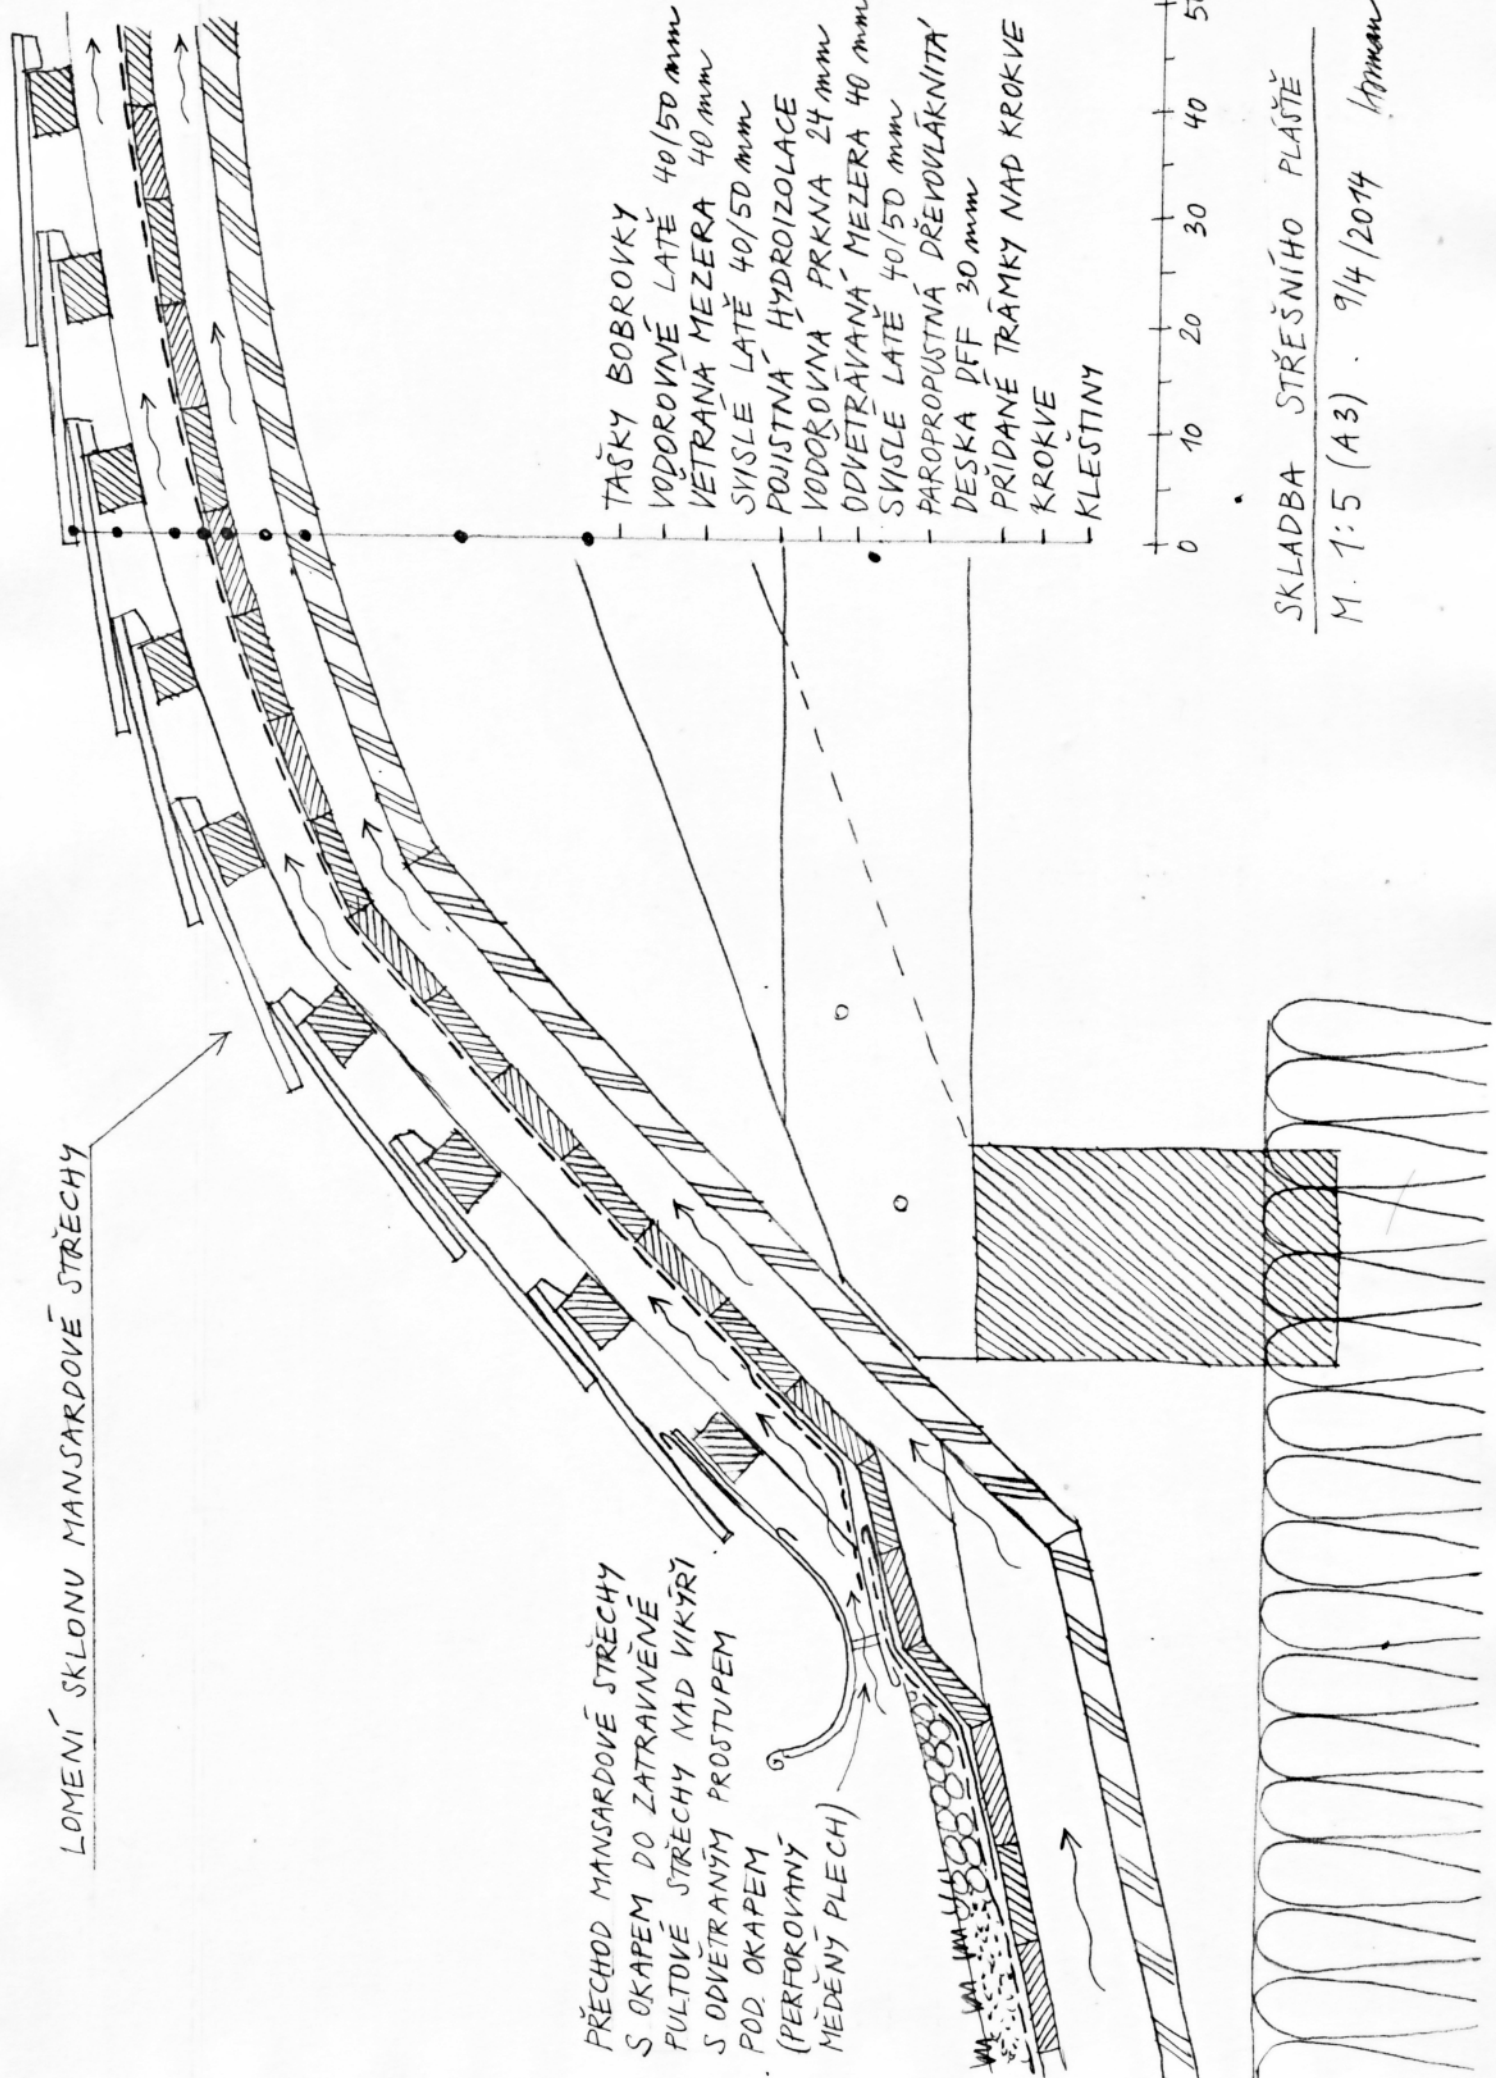 LOMENÍ SKLONU MANSARDOVÉ STŘECHY
PŘECHOD MANSARDOVÉ STŘECHY
S OKAPEM DO ZATRAVNĚNÉ
PULTOVÉ STŘECHY NAD VIKÝŘI
S ODVĚTRANÝM PROSTUPEM
POD OKAPEM
(PERFOROVANÝ
MĚDĚNÝ PLECH)
TAŠKY BOBROVKY
VODOROVNÉ LATĚ 40/50 mm
VĚTRANÁ MEZERA 40 mm
SVISLÉ LATĚ 40/50 mm
POJISTNÁ HYDROIZOLACE
VODOROVNÁ PRKNA 24 mm
ODVĚTRÁVANÁ MEZERA 40 mm
SVISLÉ LATĚ 40/50 mm
PAROPROPUSTNÁ DŘEVOVLÁKNITÁ
DESKA DFF 30 mm
PŘIDANÉ TRÁMKY NAD KROKVE
KROKVE
KLEŠTINY
0 10 20 30 40
SKLADBA STŘEŠNÍHO PLÁŠTĚ
M. 1:5 (A3). 9/4/2014